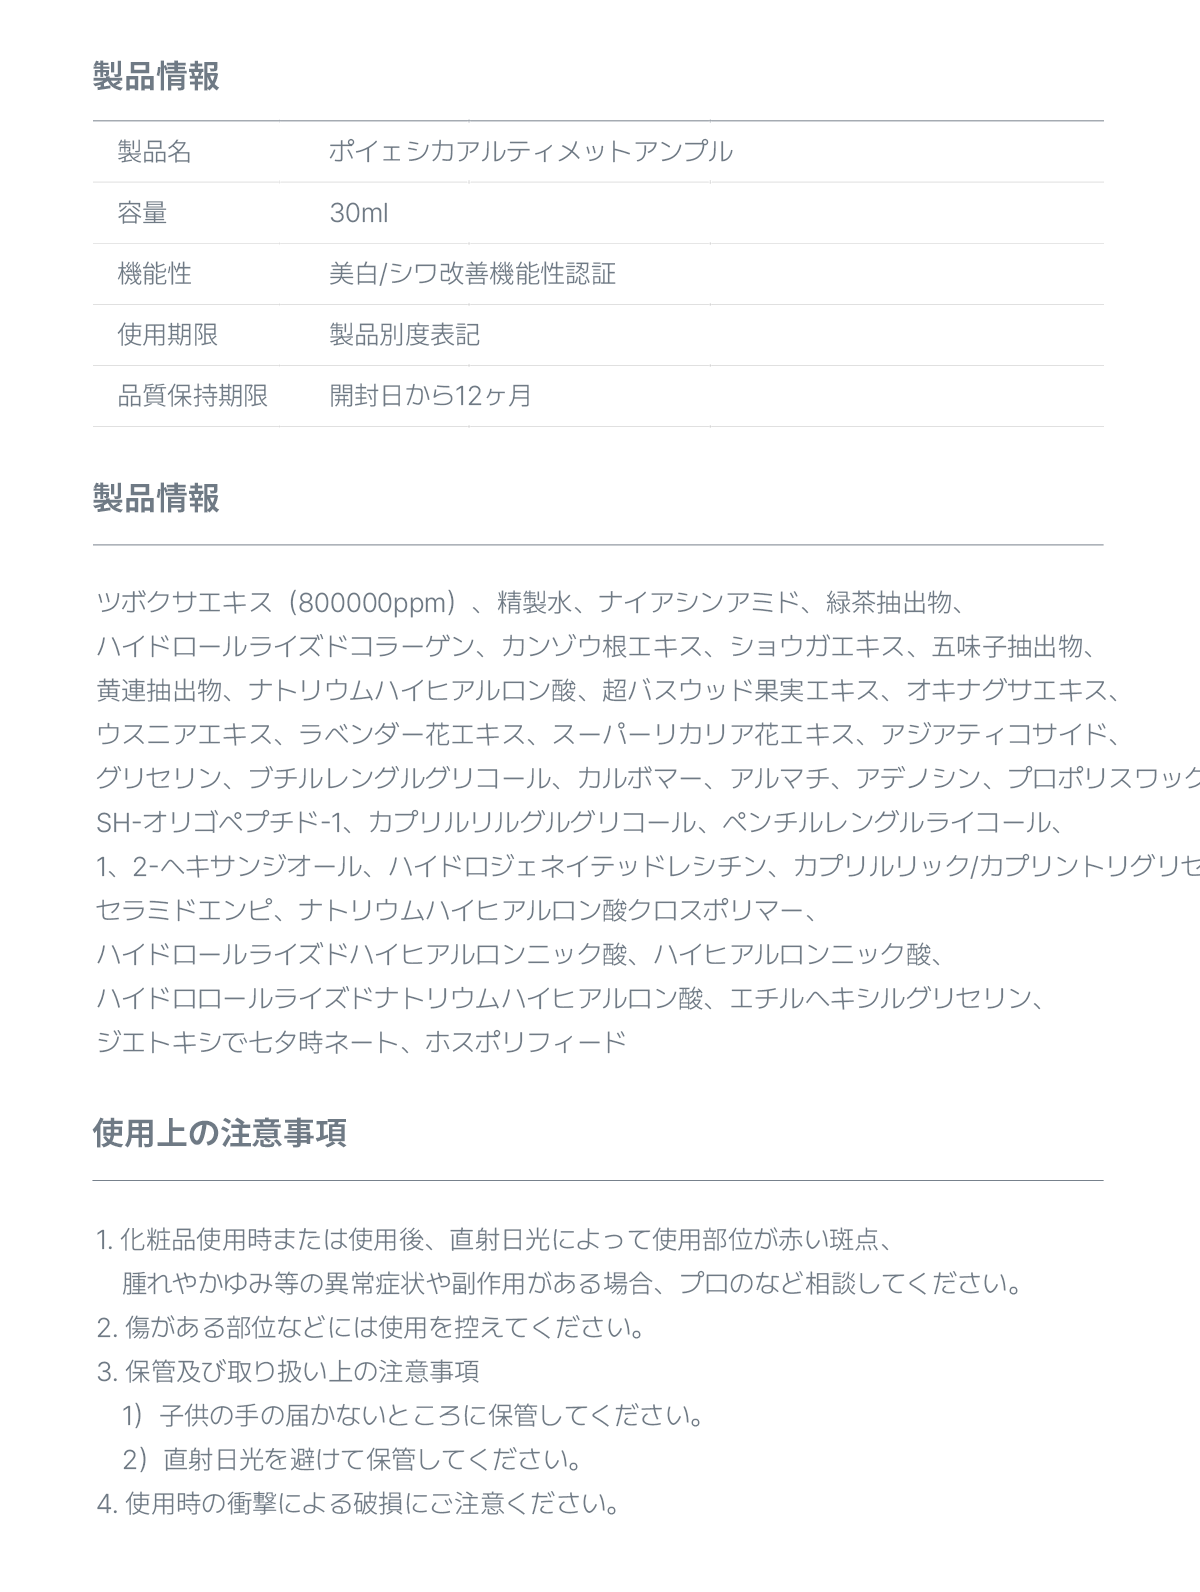 製品情報
製品名 ポイェシカアルティメットアンプル
容量 30ml
機能性 美白/シワ改善機能性認証
使用期限 製品別度表記
品質保持期限 開封日から12ヶ月
製品情報
ツボクサエキス（800000ppm）、精製水、ナイアシンアミド、緑茶抽出物、
ハイドロールライズドコラーゲン、カンゾウ根エキス、ショウガエキス、五味子抽出物、
黄連抽出物、ナトリウムハイヒアルロン酸、超バスウッド果実エキス、オキナグサエキス、
ウスニアエキス、ラベンダー花エキス、スーパーリカリア花エキス、アジアティコサイド、
グリセリン、ブチルレングルグリコール、カルボマー、アルマチ、アデノシン、プロポリスワック
SH-オリゴペプチド-1、カプリルリルグルグリコール、ペンチルレングルライコール、
1、2-ヘキサンジオール、ハイドロジェネイテッドレシチン、カプリルリック/カプリントリグリセ
セラミドエンピ、ナトリウムハイヒアルロン酸クロスポリマー、
ハイドロールライズドハイヒアルロンニック酸、ハイヒアルロンニック酸、
ハイドロロールライズドナトリウムハイヒアルロン酸、エチルヘキシルグリセリン、
ジエトキシで七夕時ネート、ホスポリフィード
使用上の注意事項
1. 化粧品使用時または使用後、直射日光によって使用部位が赤い斑点、
腫れやかゆみ等の異常症状や副作用がある場合、プロのなど相談してください。
2. 傷がある部位などには使用を控えてください。
3. 保管及び取り扱い上の注意事項
1）子供の手の届かないところに保管してください。
2）直射日光を避けて保管してください。
4. 使用時の衝撃による破損にご注意ください。